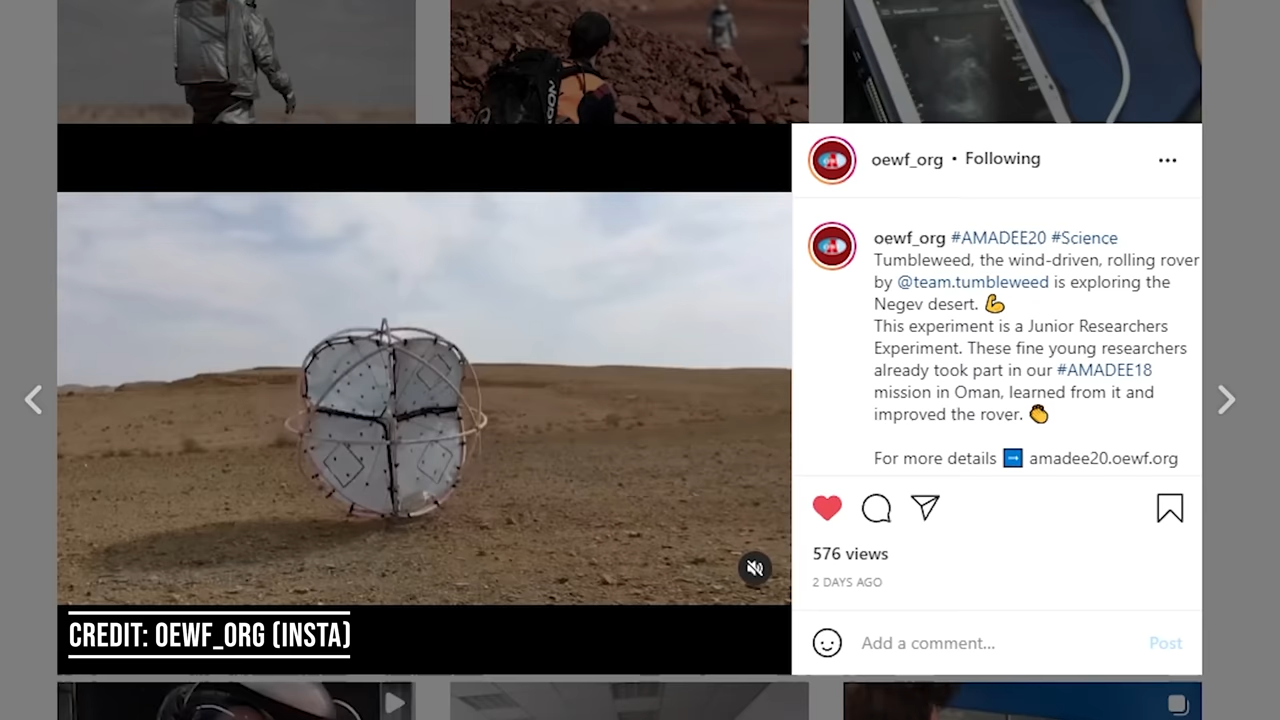 oewf_org • Following
oewf_org #AMADEE20 #Science
Tumbleweed, the wind-driven, rolling rover
by @team.tumbleweed is exploring the
Negev desert. 💪
This experiment is a Junior Researchers
Experiment. These fine young researchers
already took part in our #AMADEE18
mission in Oman, learned from it and
improved the rover. 👏
For more details ➡️ amadee20.oewf.org
576 views
2 DAYS AGO
CREDIT: OEWF_ORG (INSTA)
Add a comment... Post